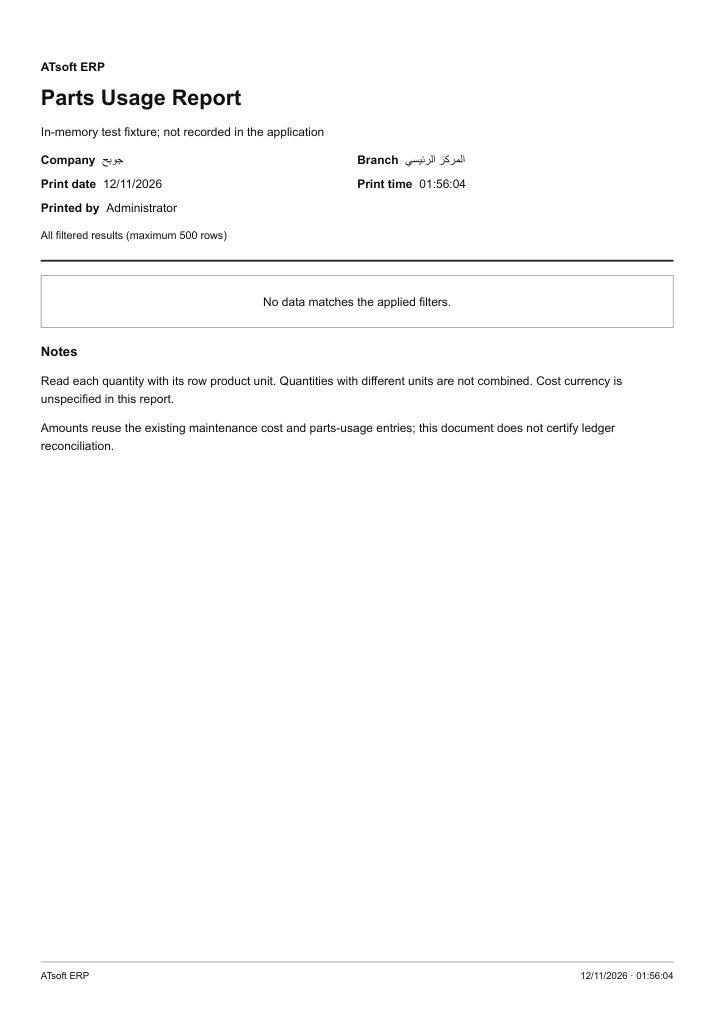 ATsoft ERP
Parts Usage Report
In-memory test fixture; not recorded in the application
Company جويح
Branch المركز الرئيسي
Print date 12/11/2026
Print time 01:56:04
Printed by Administrator
All filtered results (maximum 500 rows)
No data matches the applied filters.
Notes
Read each quantity with its row product unit. Quantities with different units are not combined. Cost currency is
unspecified in this report.
Amounts reuse the existing maintenance cost and parts-usage entries; this document does not certify ledger
reconciliation.
ATsoft ERP
12/11/2026 · 01:56:04